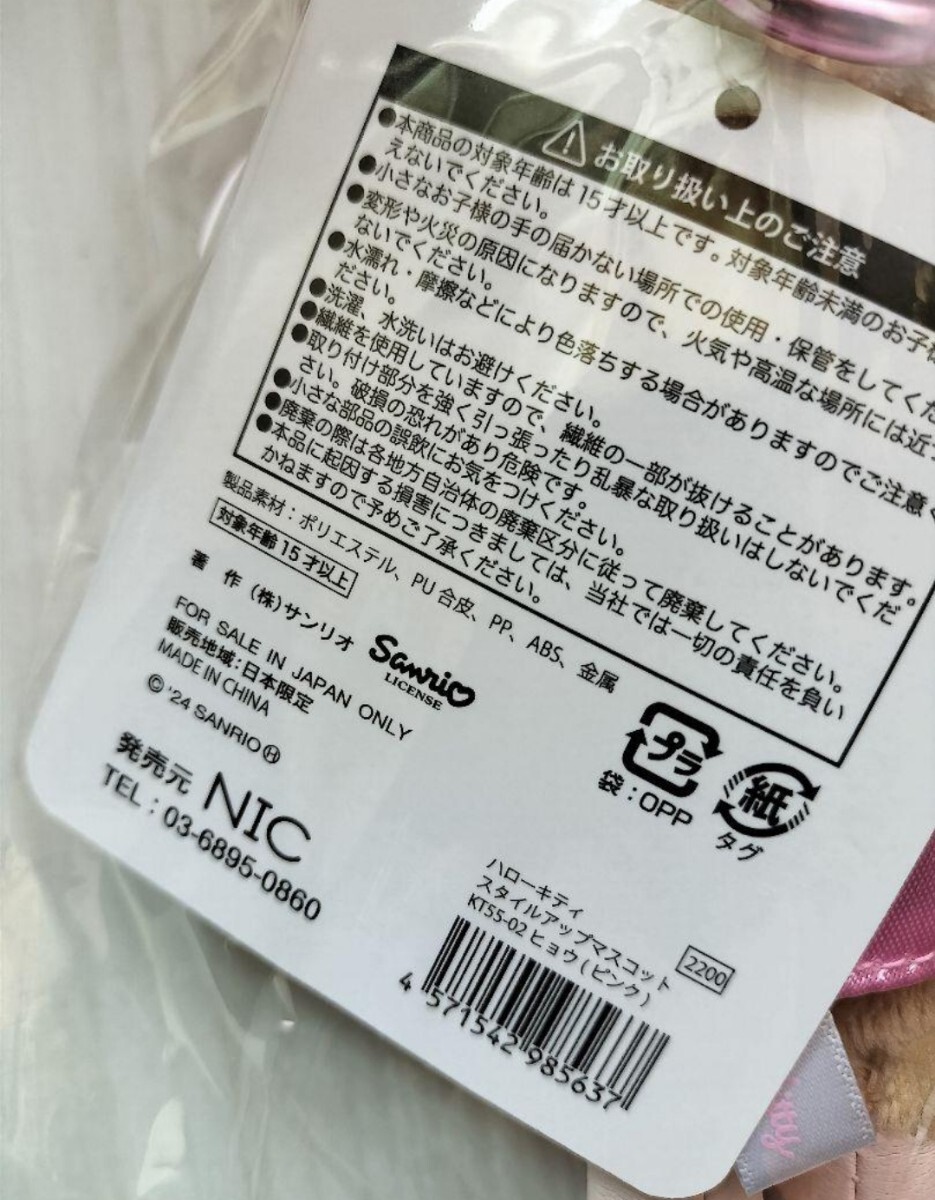 お取り扱い上のご注意
●本商品の対象年齢は15才以上です。対象年齢未満のお子様
えないでください。
●小さなお子様の手の届かない場所での使用・保管をしてくだ
●変形や火災の原因になりますので、火気や高温な場所には近づ
ないでください。
●水濡れ・摩擦などにより色落ちする場合がありますのでご注意く
ださい。
●洗濯、水洗いはお避けください。
●繊維を使用していますので、繊維の一部が抜けることがあります。
●取り付け部分を強く引っ張ったり乱暴な取り扱いはしないでくだ
さい。破損の恐れがあり危険です。
●小さな部品の誤飲にお気をつけください。
●廃棄の際は各地方自治体の廃棄区分に従って廃棄してください。
●本品に起因する損害につきましては、当社では一切の責任を負い
かねますので予めご了承ください。
製品素材：ポリエステル、PU合皮、PP、ABS、金属
対象年齢15才以上
著 作 (株)サンリオ
Sanrio
LICENSE
FOR SALE IN JAPAN ONLY
販売地域：日本限定
MADE IN CHINA
© '24 SANRIO Ⓗ
発売元 NIC
TEL：03-6895-0860
プラ
袋：OPP
紙
タグ
ハローキティ
スタイルアップマスコット
KT55-02 ヒョウ(ピンク)
2200
4 571542 985637